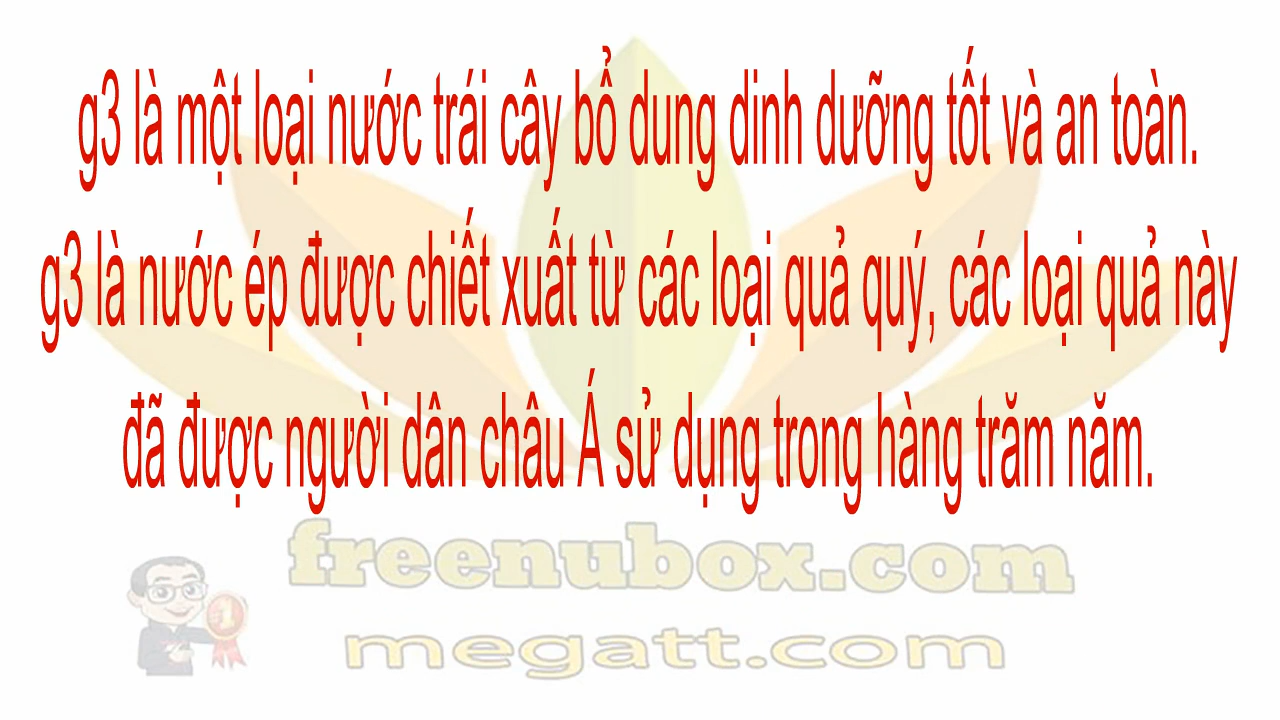 g3 là một loại nước trái cây bổ dung dinh dưỡng tốt và an toàn.
g3 là nước ép được chiết xuất từ các loại quả quý, các loại quả này
đã được người dân châu Á sử dụng trong hàng trăm năm.
freenubox.com
1
megatt.com